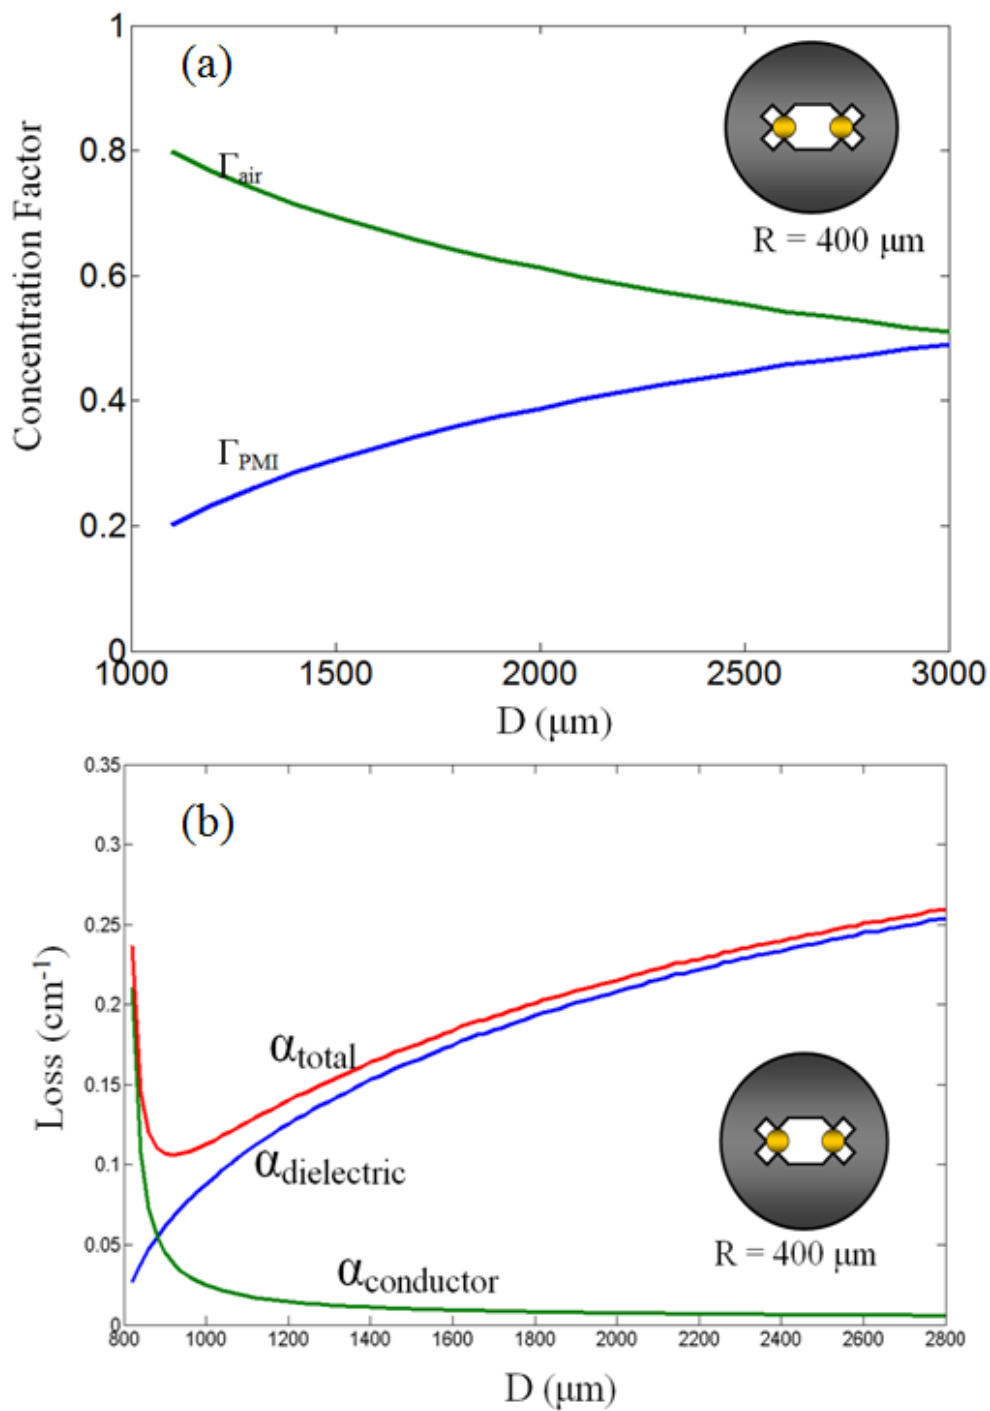 (a)
1
0.8
0.6
0.4
0.2
0
Concentration Factor
Γair
ΓPMI
R = 400 μm
1000 1500 2000 2500 3000
D (μm)
(b)
0.35
0.3
0.25
0.2
0.15
0.1
0.05
0
Loss (cm-1)
αtotal
αdielectric
αconductor
R = 400 μm
800 1000 1200 1400 1600 1800 2000 2200 2400 2600 2800
D (μm)